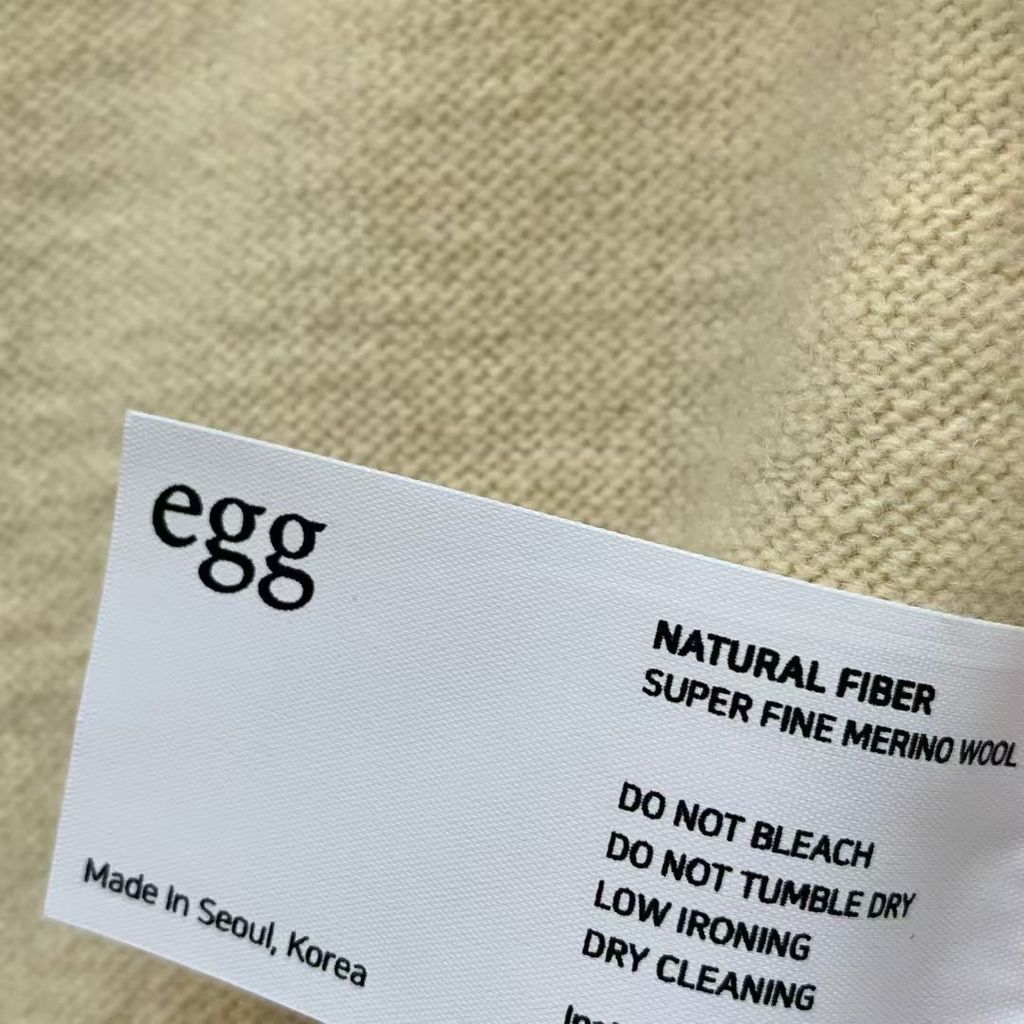 egg
NATURAL FIBER
SUPER FINE MERINO WOOL
DO NOT BLEACH
DO NOT TUMBLE DRY
LOW IRONING
DRY CLEANING
Made In Seoul, Korea